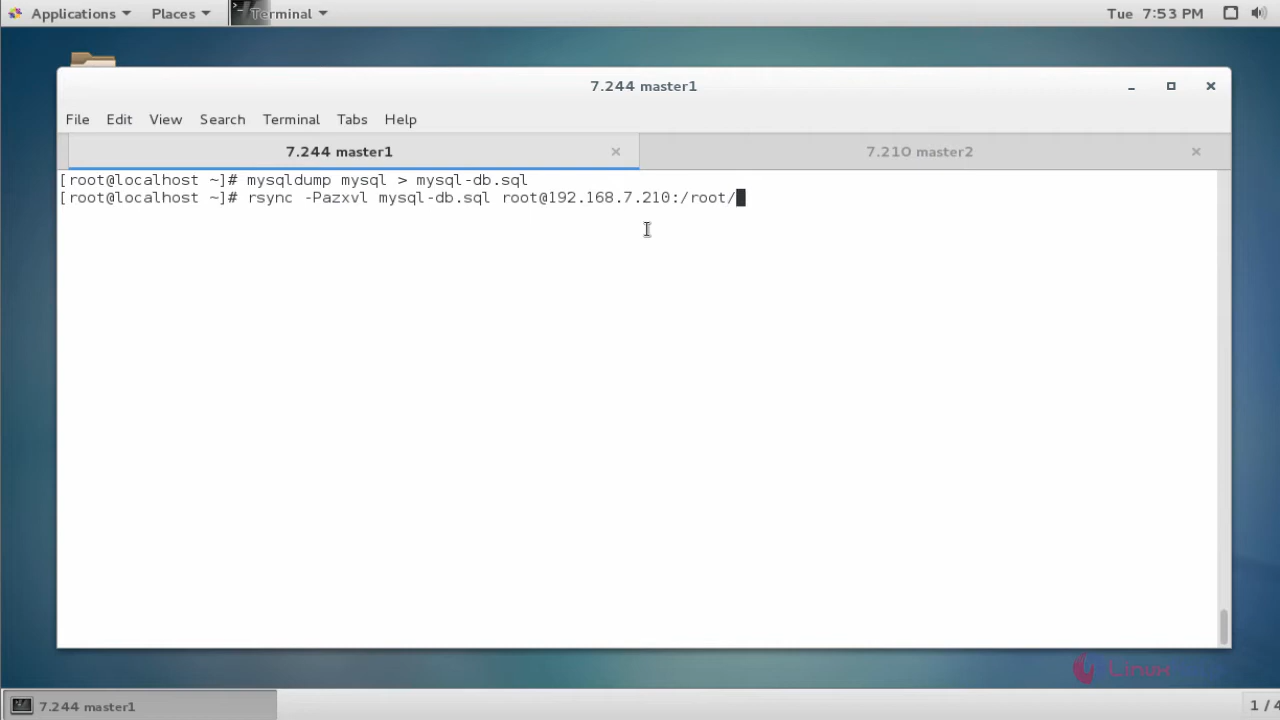 Applications Places Terminal Tue 7:53 PM
7.244 master1
File Edit View Search Terminal Tabs Help
7.244 master1 7.210 master2
[root@localhost ~]# mysqldump mysql > mysql-db.sql
[root@localhost ~]# rsync -Pazxvl mysql-db.sql root@192.168.7.210:/root/
7.244 master1 1 / 4